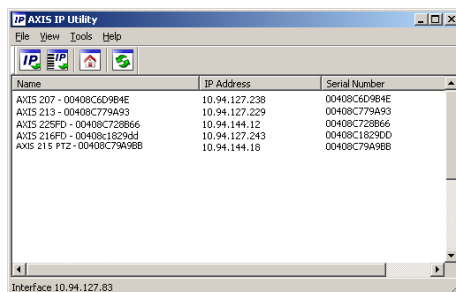 AXIS IP Utility
File View Tools Help
IP IP
Name IP Address Serial Number
AXIS 207 - 00408C6D9B4E 10.94.127.238 00408C6D9B4E
AXIS 213 - 00408C779A93 10.94.127.229 00408C779A93
AXIS 225FD - 00408C728B66 10.94.144.12 00408C728B66
AXIS 216FD - 00408c1829dd 10.94.127.243 00408C1829DD
AXIS 215 PTZ - 00408C79A9BB 10.94.144.18 00408C79A9BB
Interface 10.94.127.83